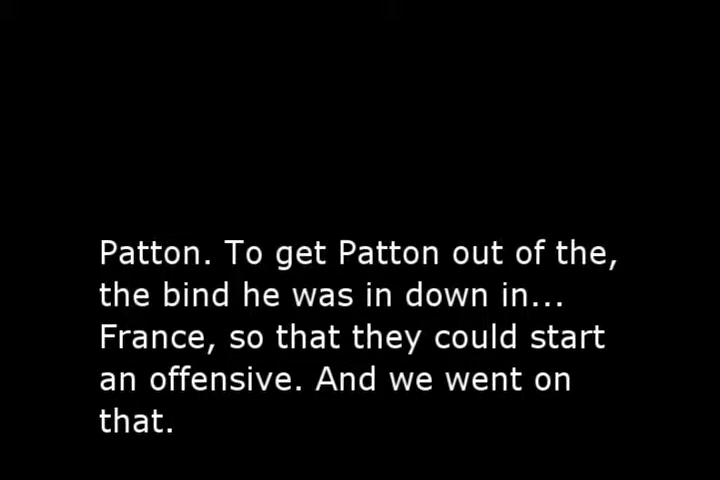 Patton. To get Patton out of the,
the bind he was in down in...
France, so that they could start
an offensive. And we went on
that.